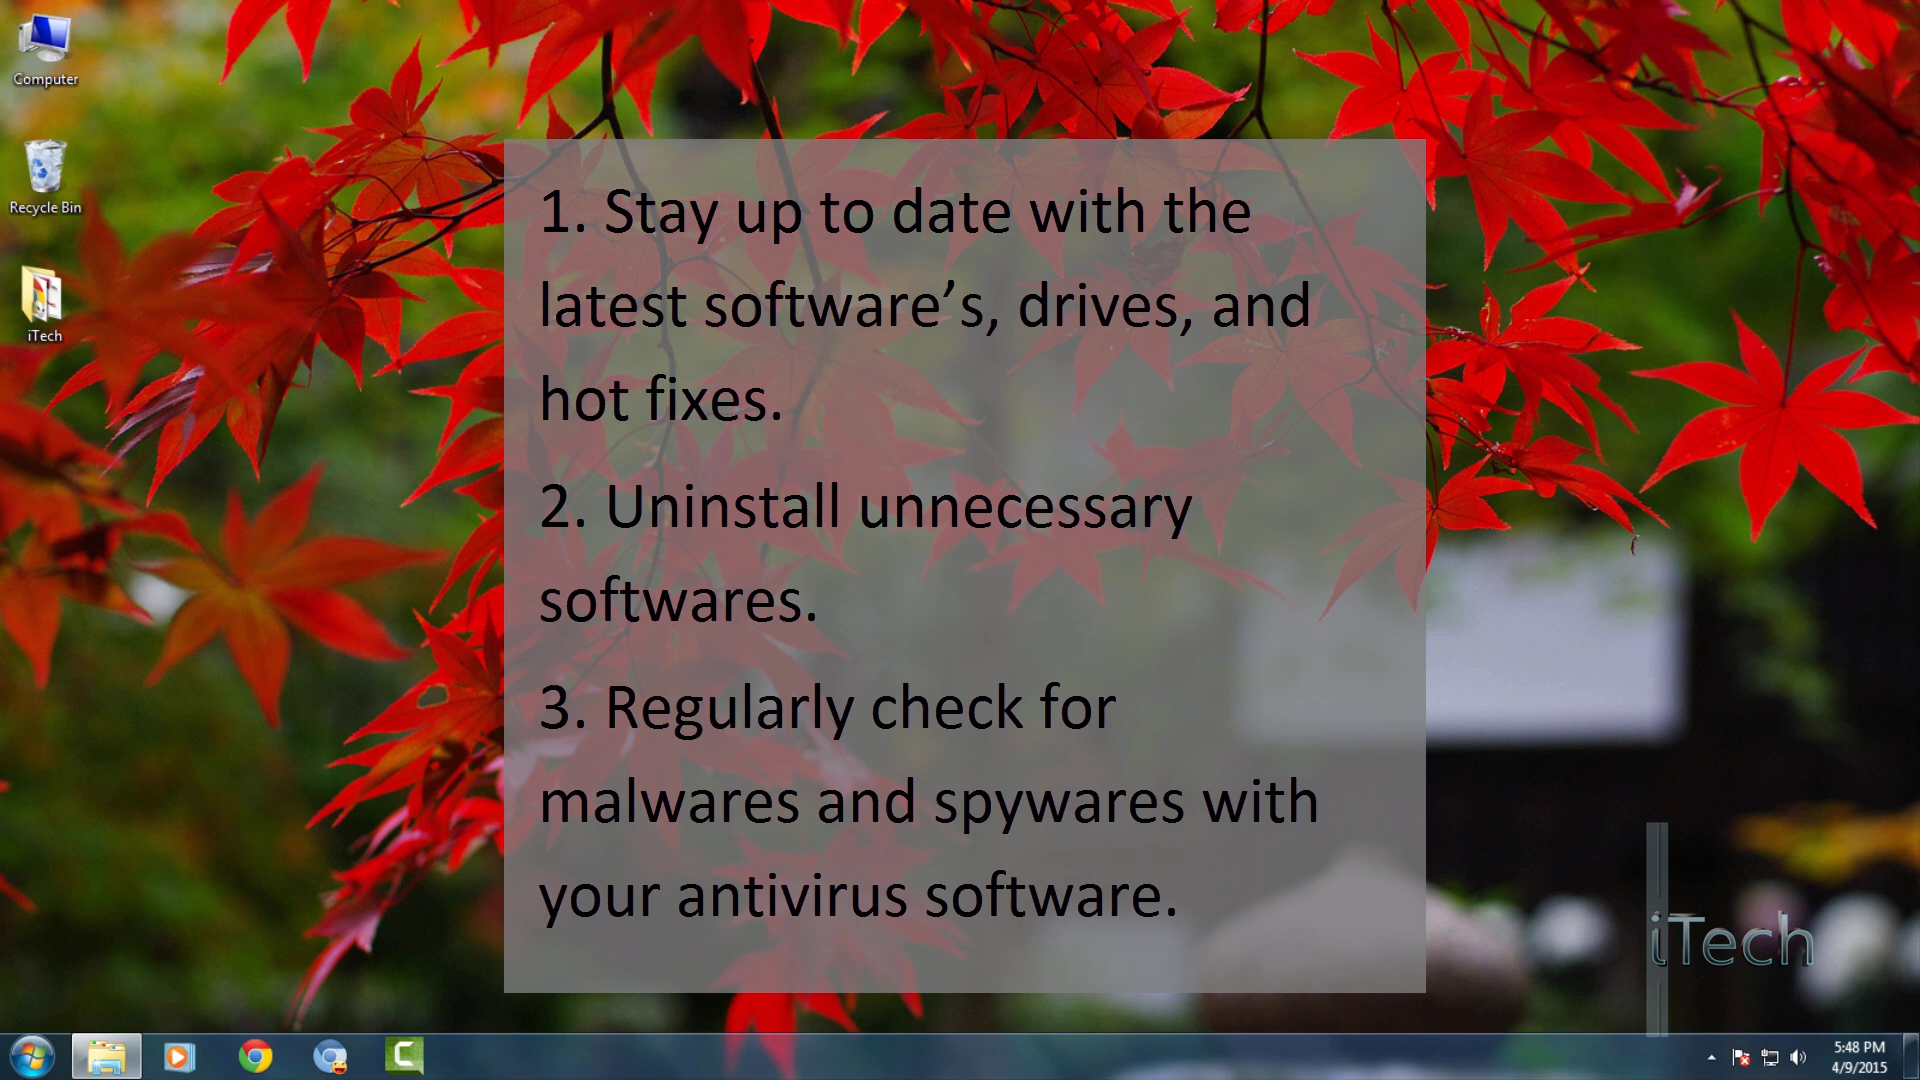 Computer
Recycle Bin
iTech
1. Stay up to date with the
latest software’s, drives, and
hot fixes.
2. Uninstall unnecessary
softwares.
3. Regularly check for
malwares and spywares with
your antivirus software.
iTech
5:48 PM
4/9/2015